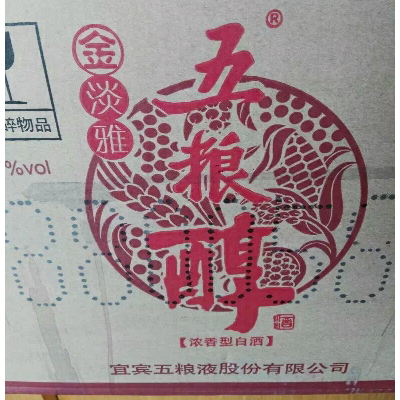 金淡雅
五粮醇®
碎物品
%vol
【浓香型白酒】
宜宾五粮液股份有限公司